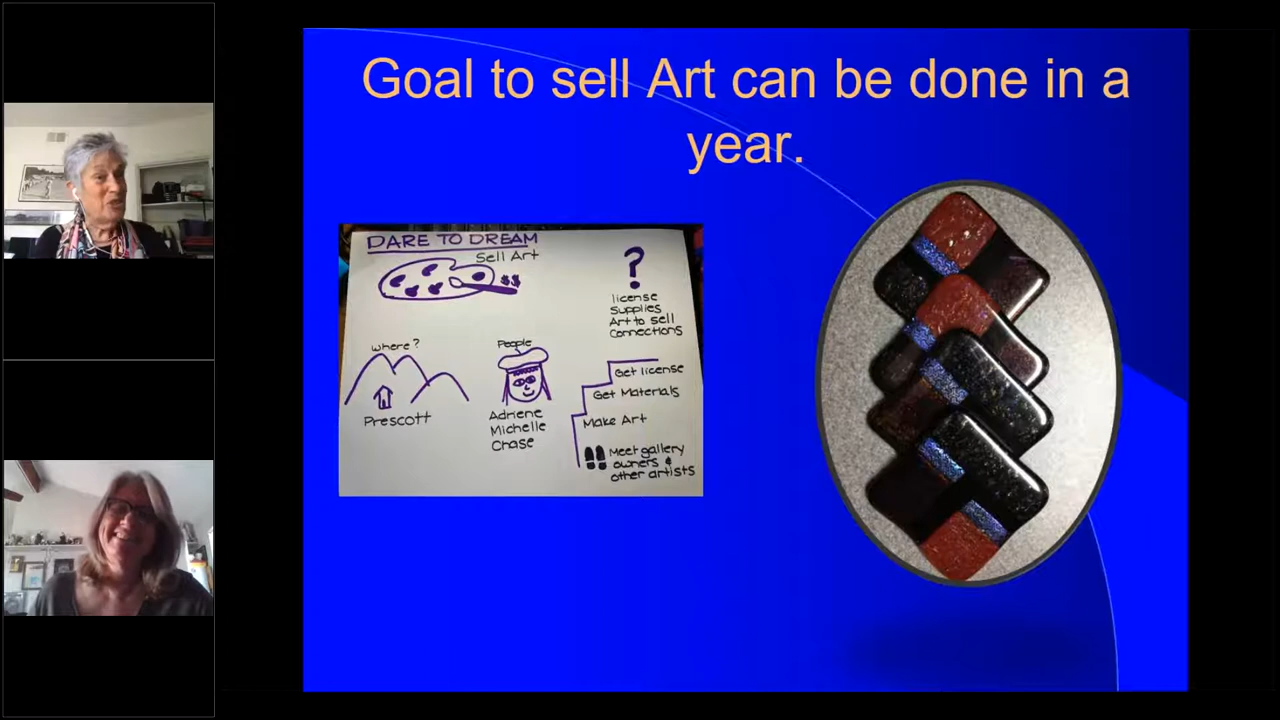 Goal to sell Art can be done in a
year.
DARE TO DREAM
Sell Art
$$
?
license
supplies
Art to sell
Connections
where?
Prescott
People
Adriene
Michelle
Chase
Get license
Get Materials
Make Art
Meet gallery
owners &
other artists